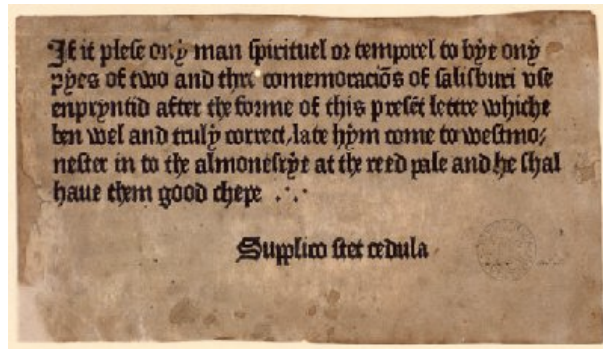 If it plese ony man spirituel or temporel to bye ony
pyes of two and thre comemoraciōs of salisburi vse
enpryntid after the forme of this presēt lettre whiche
ben wel and truly correct, late hym come to westmo⸗
nester in to the almonesrye at the reed pale and he shal
haue them good chepe .·.
Supplico stet cedula